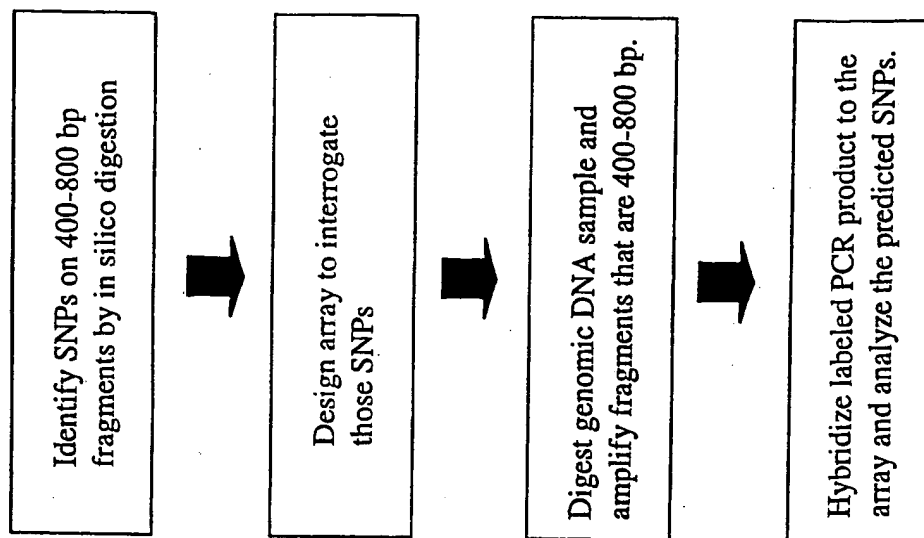 Identify SNPs on 400-800 bp
fragments by in silico digestion
Design array to interrogate
those SNPs
Digest genomic DNA sample and
amplify fragments that are 400-800 bp.
Hybridize labeled PCR product to the
array and analyze the predicted SNPs.